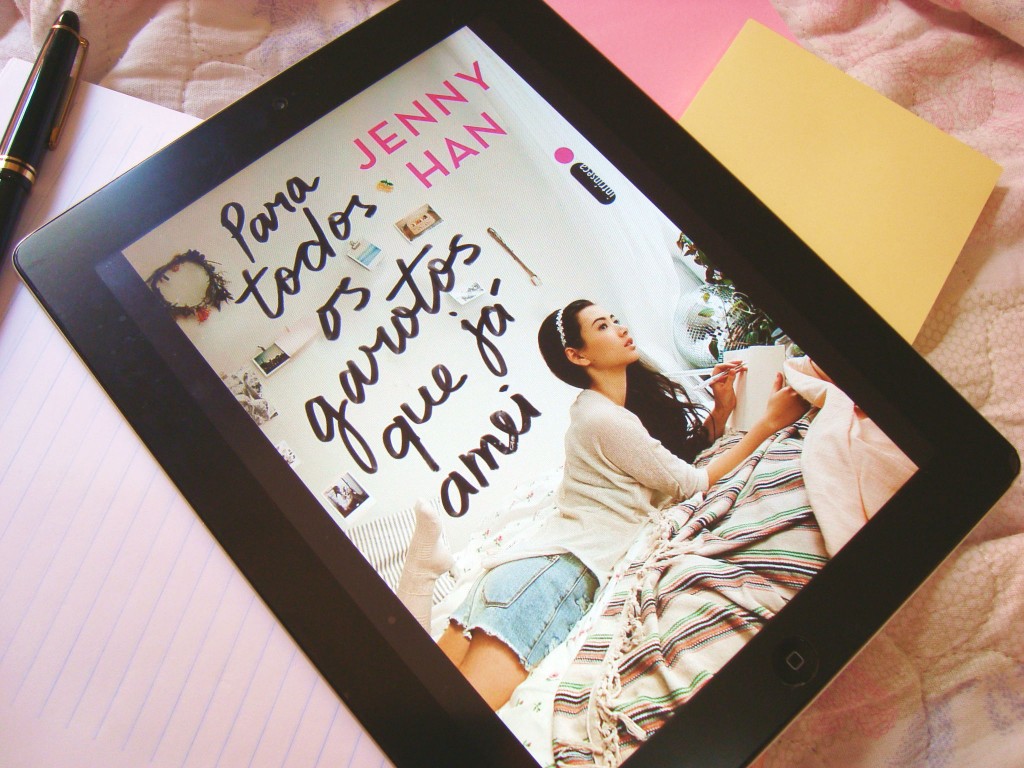 JENNY
HAN
intrínseca
Para
todos
os
garotos
que já
amei